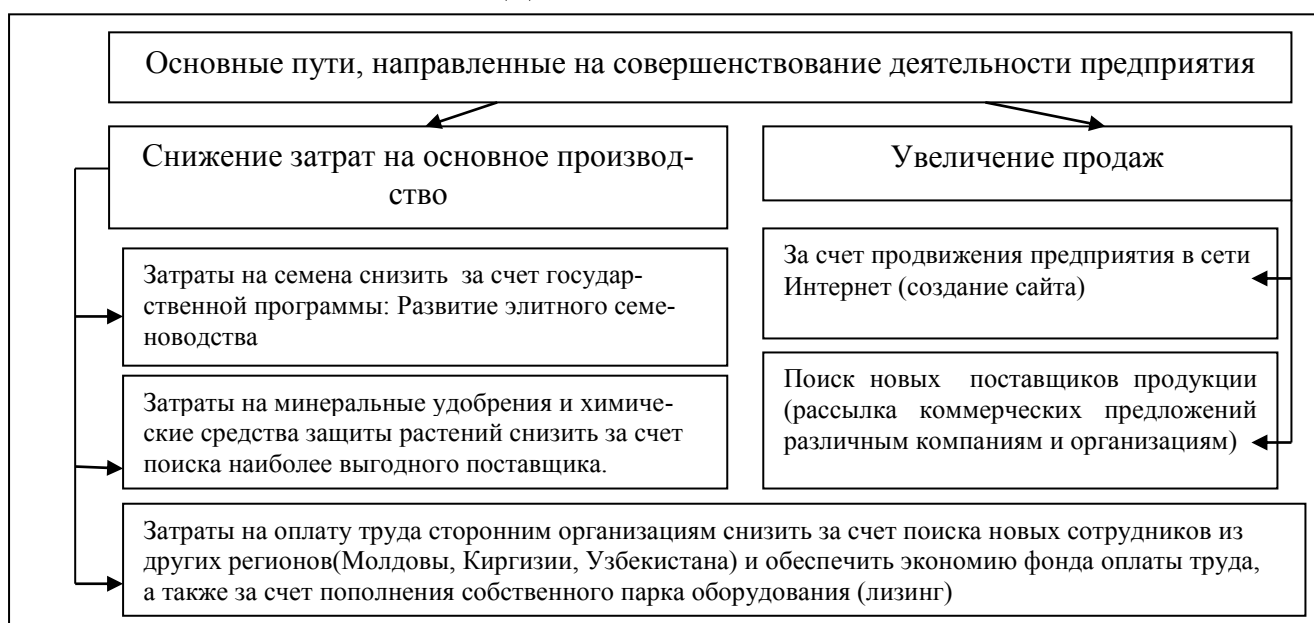 Основные пути, направленные на совершенствование деятельности предприятия
Снижение затрат на основное производ-
ство
Увеличение продаж
Затраты на семена снизить за счет государ-
ственной программы: Развитие элитного семе-
новодства
За счет продвижения предприятия в сети
Интернет (создание сайта)
Затраты на минеральные удобрения и химиче-
ские средства защиты растений снизить за счет
поиска наиболее выгодного поставщика.
Поиск новых поставщиков продукции
(рассылка коммерческих предложений
различным компаниям и организациям)
Затраты на оплату труда сторонним организациям снизить за счет поиска новых сотрудников из
других регионов(Молдовы, Киргизии, Узбекистана) и обеспечить экономию фонда оплаты труда,
а также за счет пополнения собственного парка оборудования (лизинг)